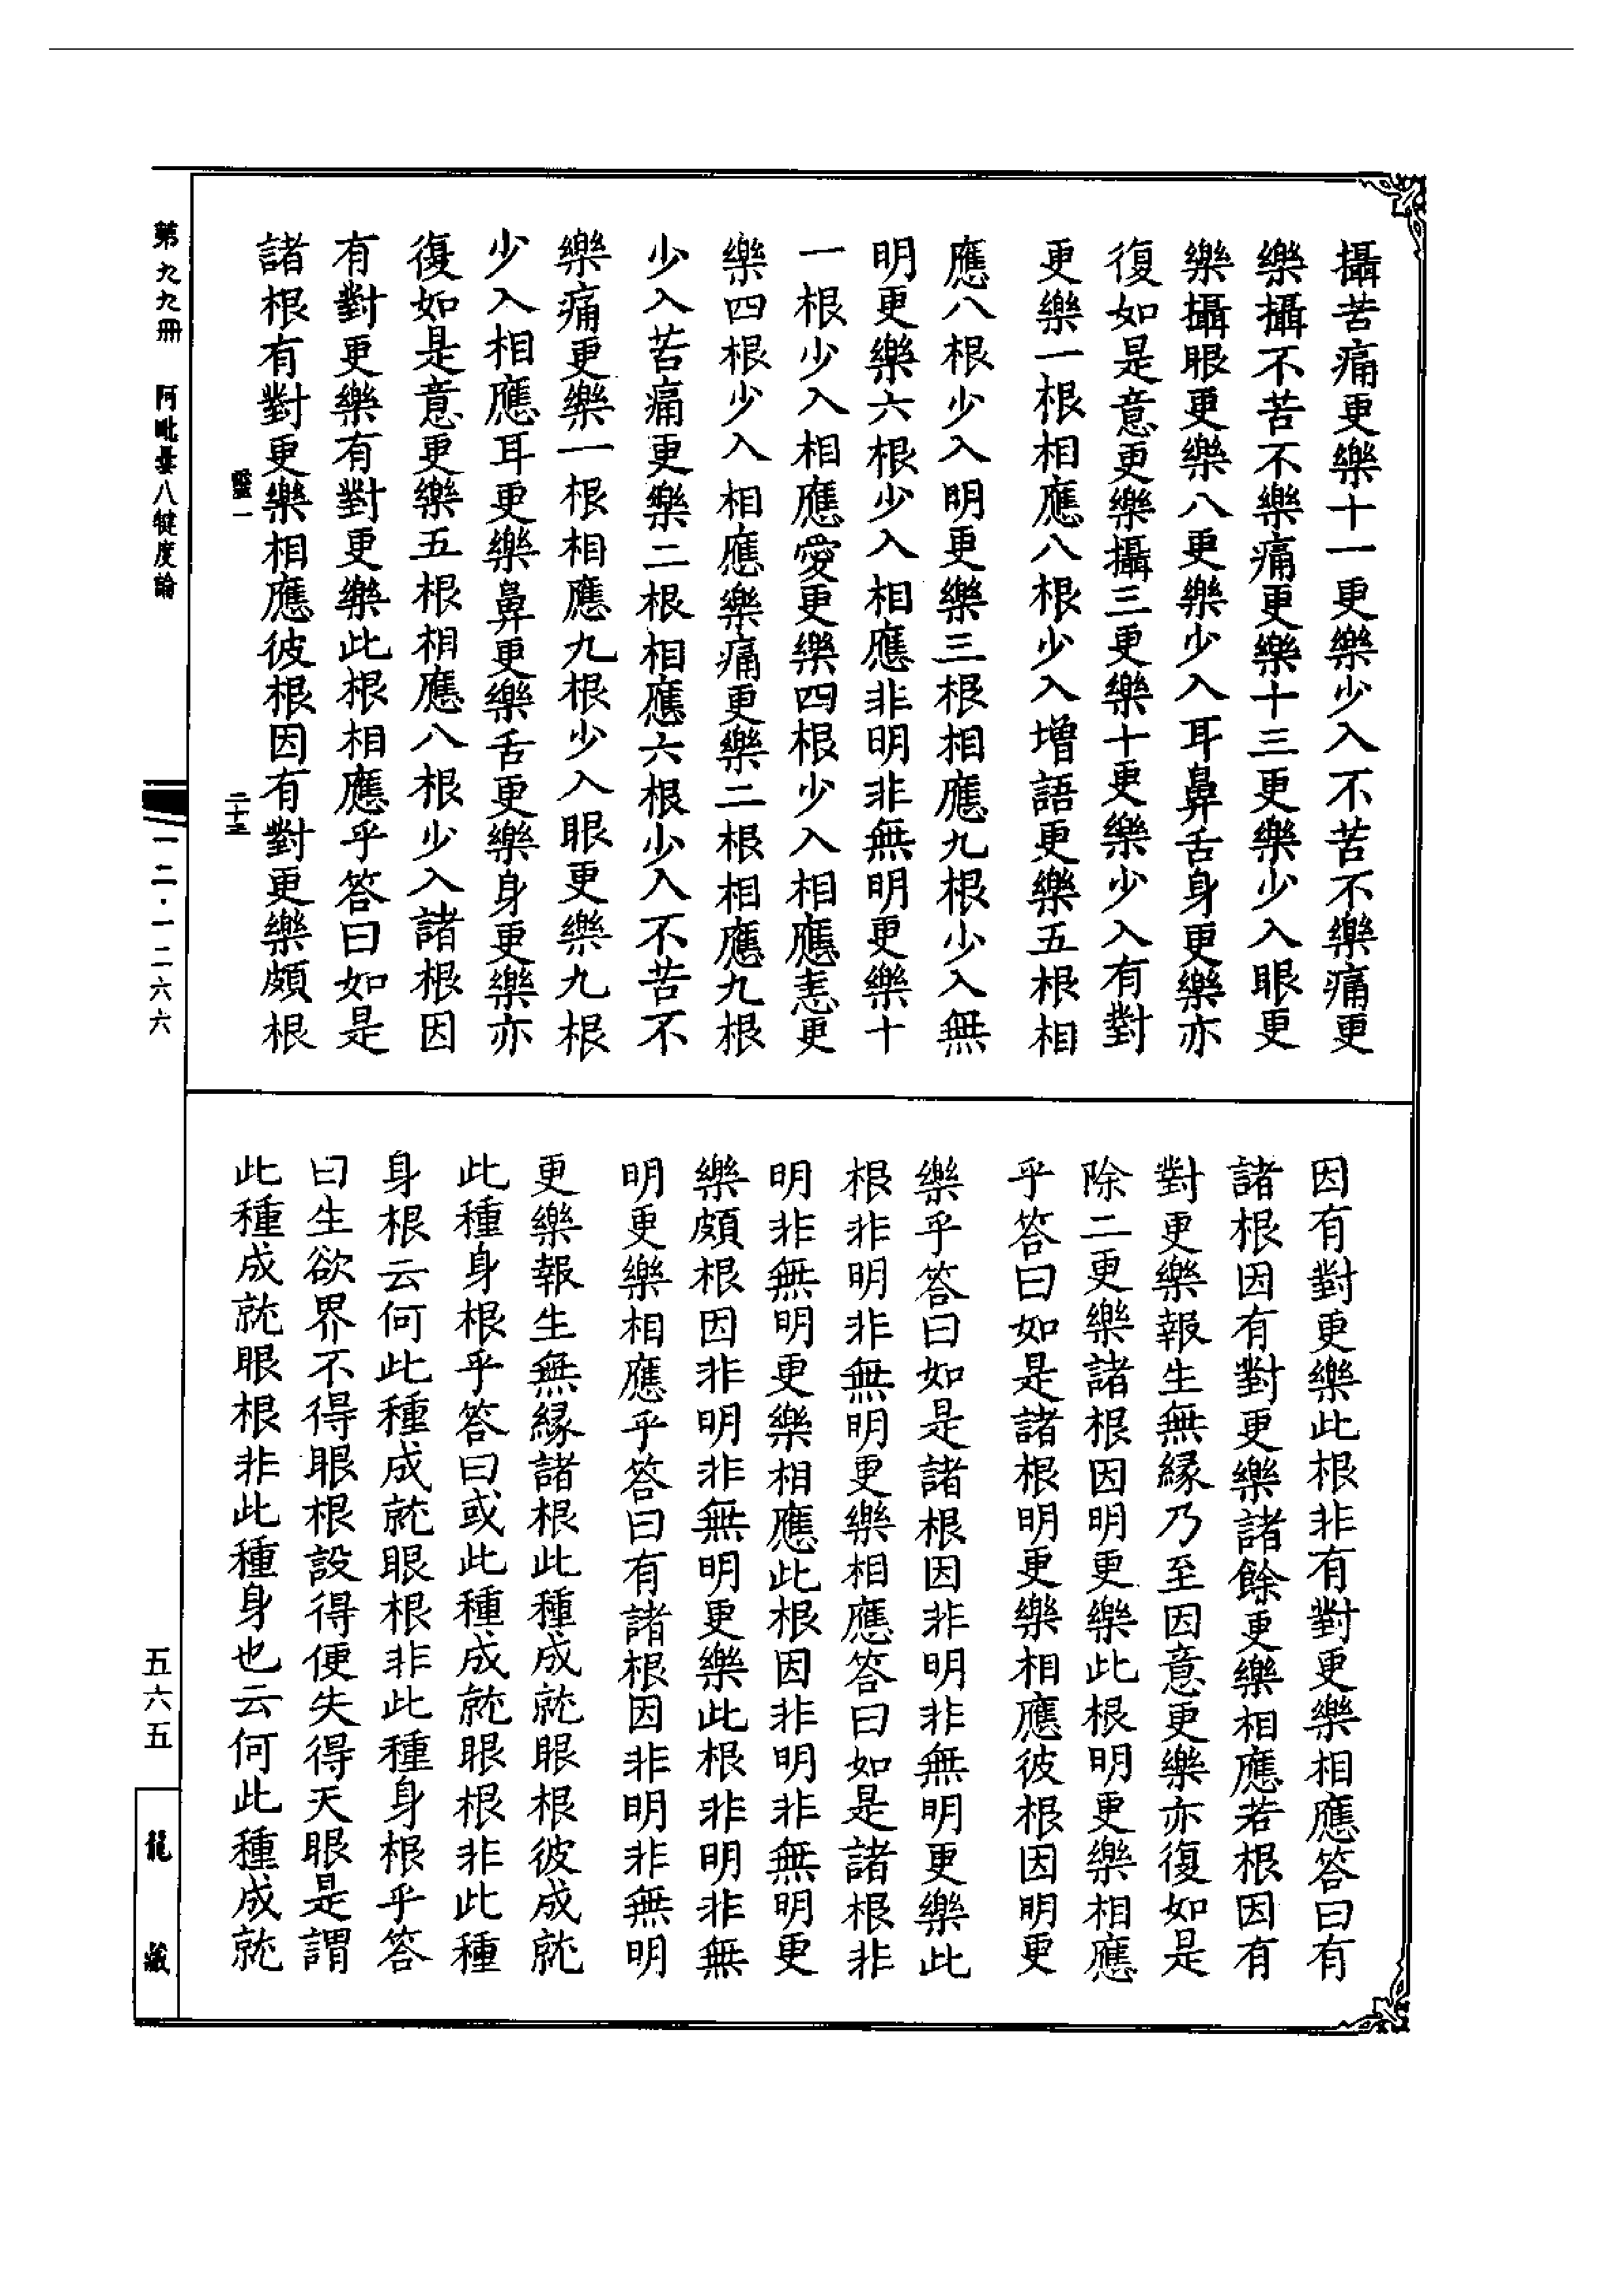 攝苦痛更樂十一更樂少入不苦不樂痛更
樂攝不苦不樂痛更樂十三更樂少入眼更
樂攝眼更樂八更樂少入耳鼻舌身更樂亦
復如是意更樂攝三更樂十更樂少入有對
更樂一根相應八根少入增語更樂五根相
應八根少入明更樂三根相應九根少入無
明更樂六根少入相應非明非無明更樂十
一根少入相應愛更樂四根少入相應恚更
樂四根少入相應樂痛更樂二根相應九根
少入苦痛更樂二根相應六根少入不苦不
樂痛更樂一根相應九根少入眼更樂九根
少入相應耳更樂鼻更樂舌更樂身更樂亦
復如是意更樂五根相應八根少入諸根因
有對更樂有對更樂此根相應乎答曰如是
諸根有對更樂相應彼根因有對更樂頗根
二十五
因有對更樂此根非有對更樂相應答曰有
諸根因有對更樂諸餘更樂相應若根因有
對更樂報生無緣乃至因意更樂亦復如是
除二更樂諸根因明更樂此根明更樂相應
乎答曰如是諸根明更樂相應彼根因明更
樂乎答曰如是諸根因非明非無明更樂此
根非明非無明更樂相應答曰如是諸根非
明非無明更樂相應此根因非明非無明更
樂頗根因非明非無明更樂此根非明非無
明更樂相應乎答曰有諸根因非明非無明
更樂報生無緣諸根此種成就眼根彼成就
此種身根乎答曰或此種成就眼根非此種
身根云何此種成就眼根非此種身根乎答
曰生欲界不得眼根設得便失得天眼是謂
此種成就眼根非此種身也云何此種成就
第九九冊 阿毗曇八犍度論
一二·一二六六
五六五
龍藏